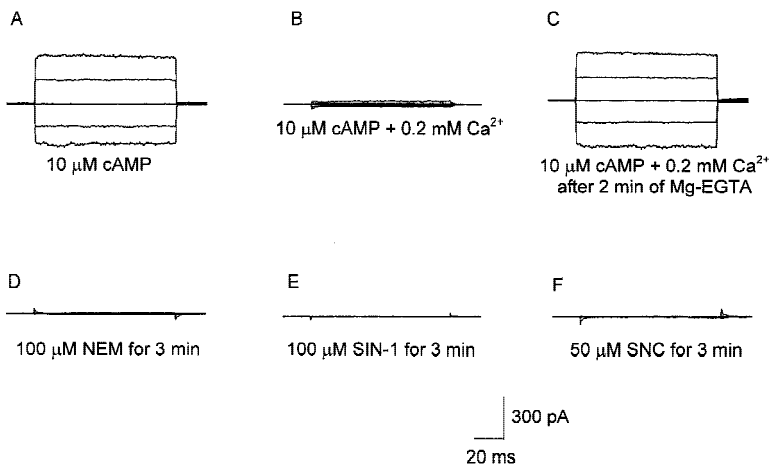 A
B
C
10 μM cAMP
10 μM cAMP + 0.2 mM Ca²⁺
10 μM cAMP + 0.2 mM Ca²⁺
after 2 min of Mg-EGTA
D
E
F
100 μM NEM for 3 min
100 μM SIN-1 for 3 min
50 μM SNC for 3 min
300 pA
20 ms